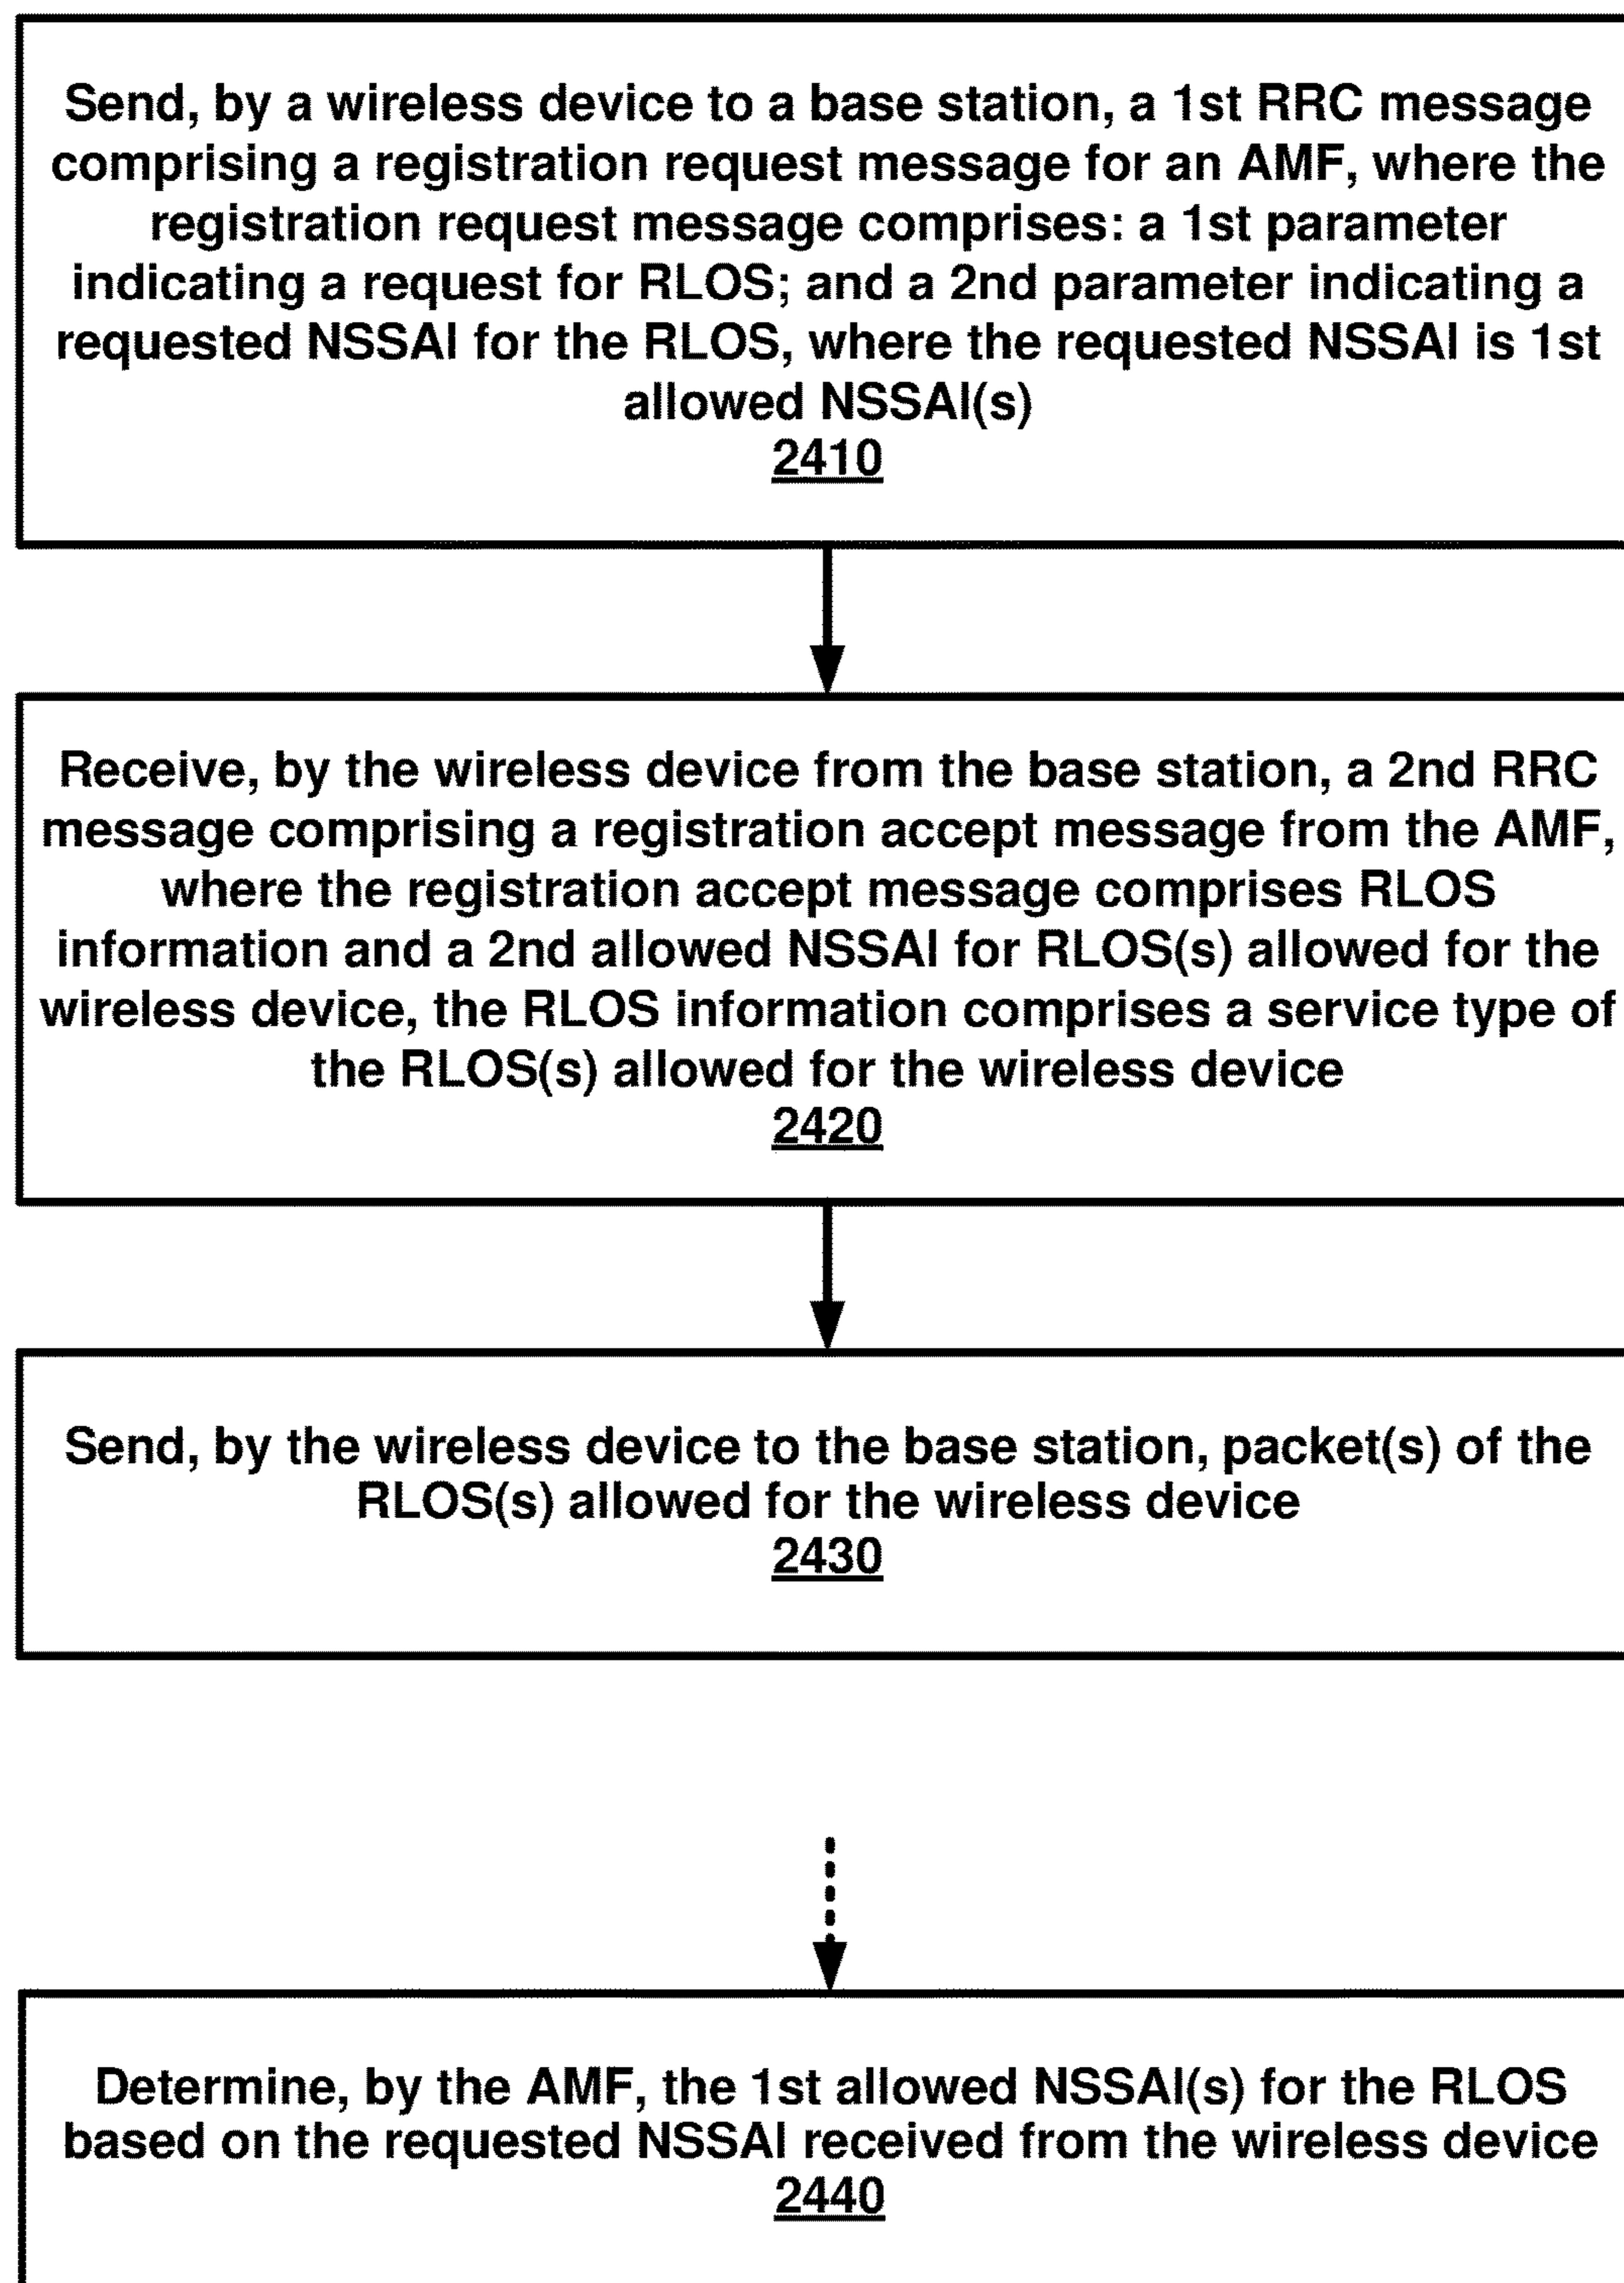 Send, by a wireless device to a base station, a 1st RRC message
comprising a registration request message for an AMF, where the
registration request message comprises: a 1st parameter
indicating a request for RLOS; and a 2nd parameter indicating a
requested NSSAI for the RLOS, where the requested NSSAI is 1st
allowed NSSAI(s)
2410
Receive, by the wireless device from the base station, a 2nd RRC
message comprising a registration accept message from the AMF,
where the registration accept message comprises RLOS
information and a 2nd allowed NSSAI for RLOS(s) allowed for the
wireless device, the RLOS information comprises a service type of
the RLOS(s) allowed for the wireless device
2420
Send, by the wireless device to the base station, packet(s) of the
RLOS(s) allowed for the wireless device
2430
Determine, by the AMF, the 1st allowed NSSAI(s) for the RLOS
based on the requested NSSAI received from the wireless device
2440